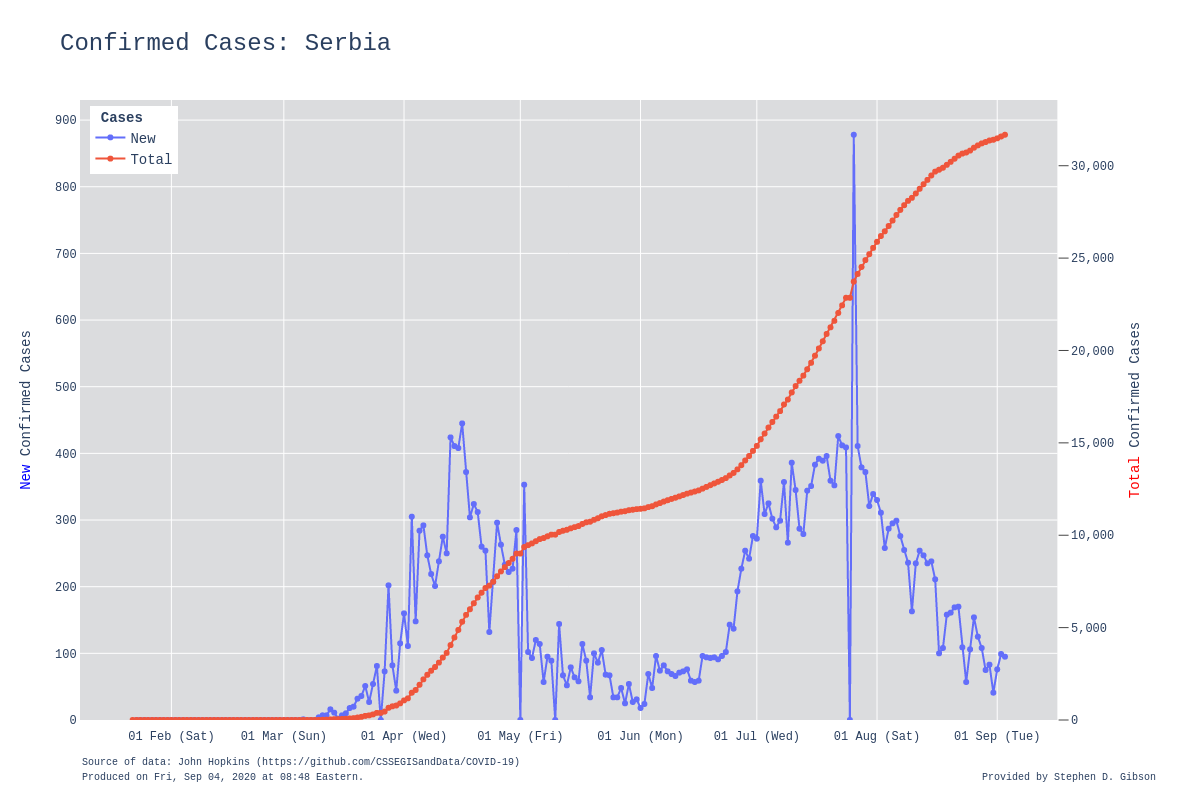 Confirmed Cases: Serbia
Cases
New
Total
900
800
700
600
500
400
300
200
100
0
30,000
25,000
20,000
15,000
10,000
5,000
0
New Confirmed Cases
Total Confirmed Cases
01 Feb (Sat)
01 Mar (Sun)
01 Apr (Wed)
01 May (Fri)
01 Jun (Mon)
01 Jul (Wed)
01 Aug (Sat)
01 Sep (Tue)
Source of data: John Hopkins (https://github.com/CSSEGISandData/COVID-19)
Produced on Fri, Sep 04, 2020 at 08:48 Eastern.
Provided by Stephen D. Gibson